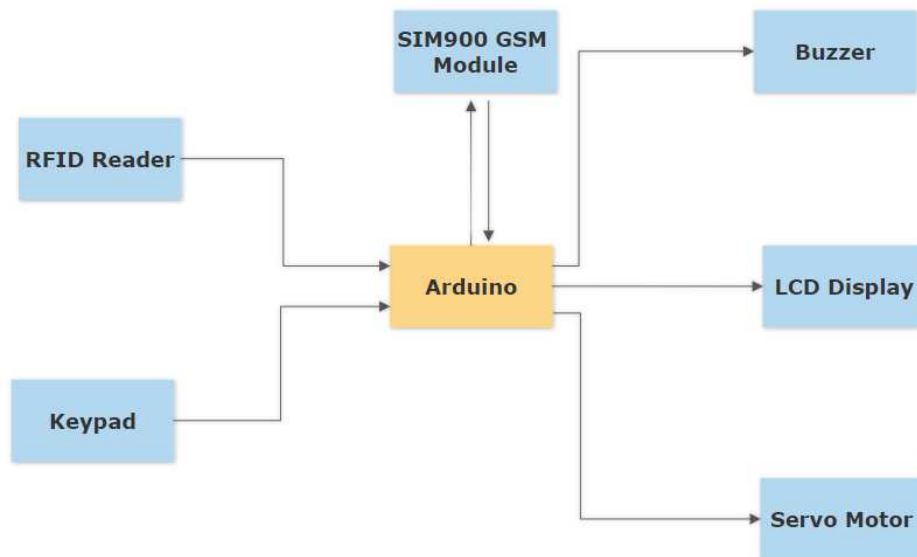 SIM900 GSM
Module
Buzzer
RFID Reader
Arduino
LCD Display
Keypad
Servo Motor